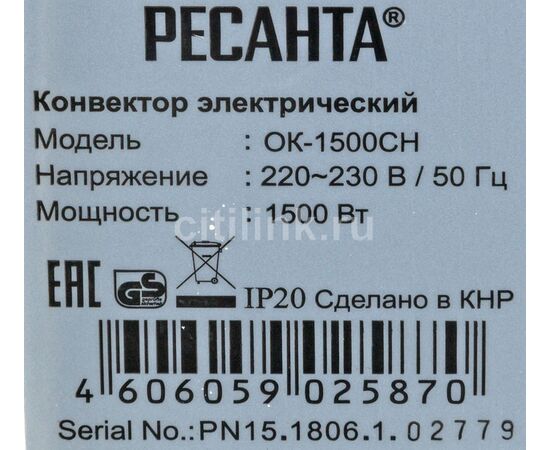 РЕСАНТА®
Конвектор электрический
Модель : ОК-1500СН
Напряжение : 220~230 В / 50 Гц
Мощность : 1500 Вт
citilink.ru
EAC GS IP20 Сделано в КНР
4 606059 025870
Serial No.:PN15.1806.1.02779